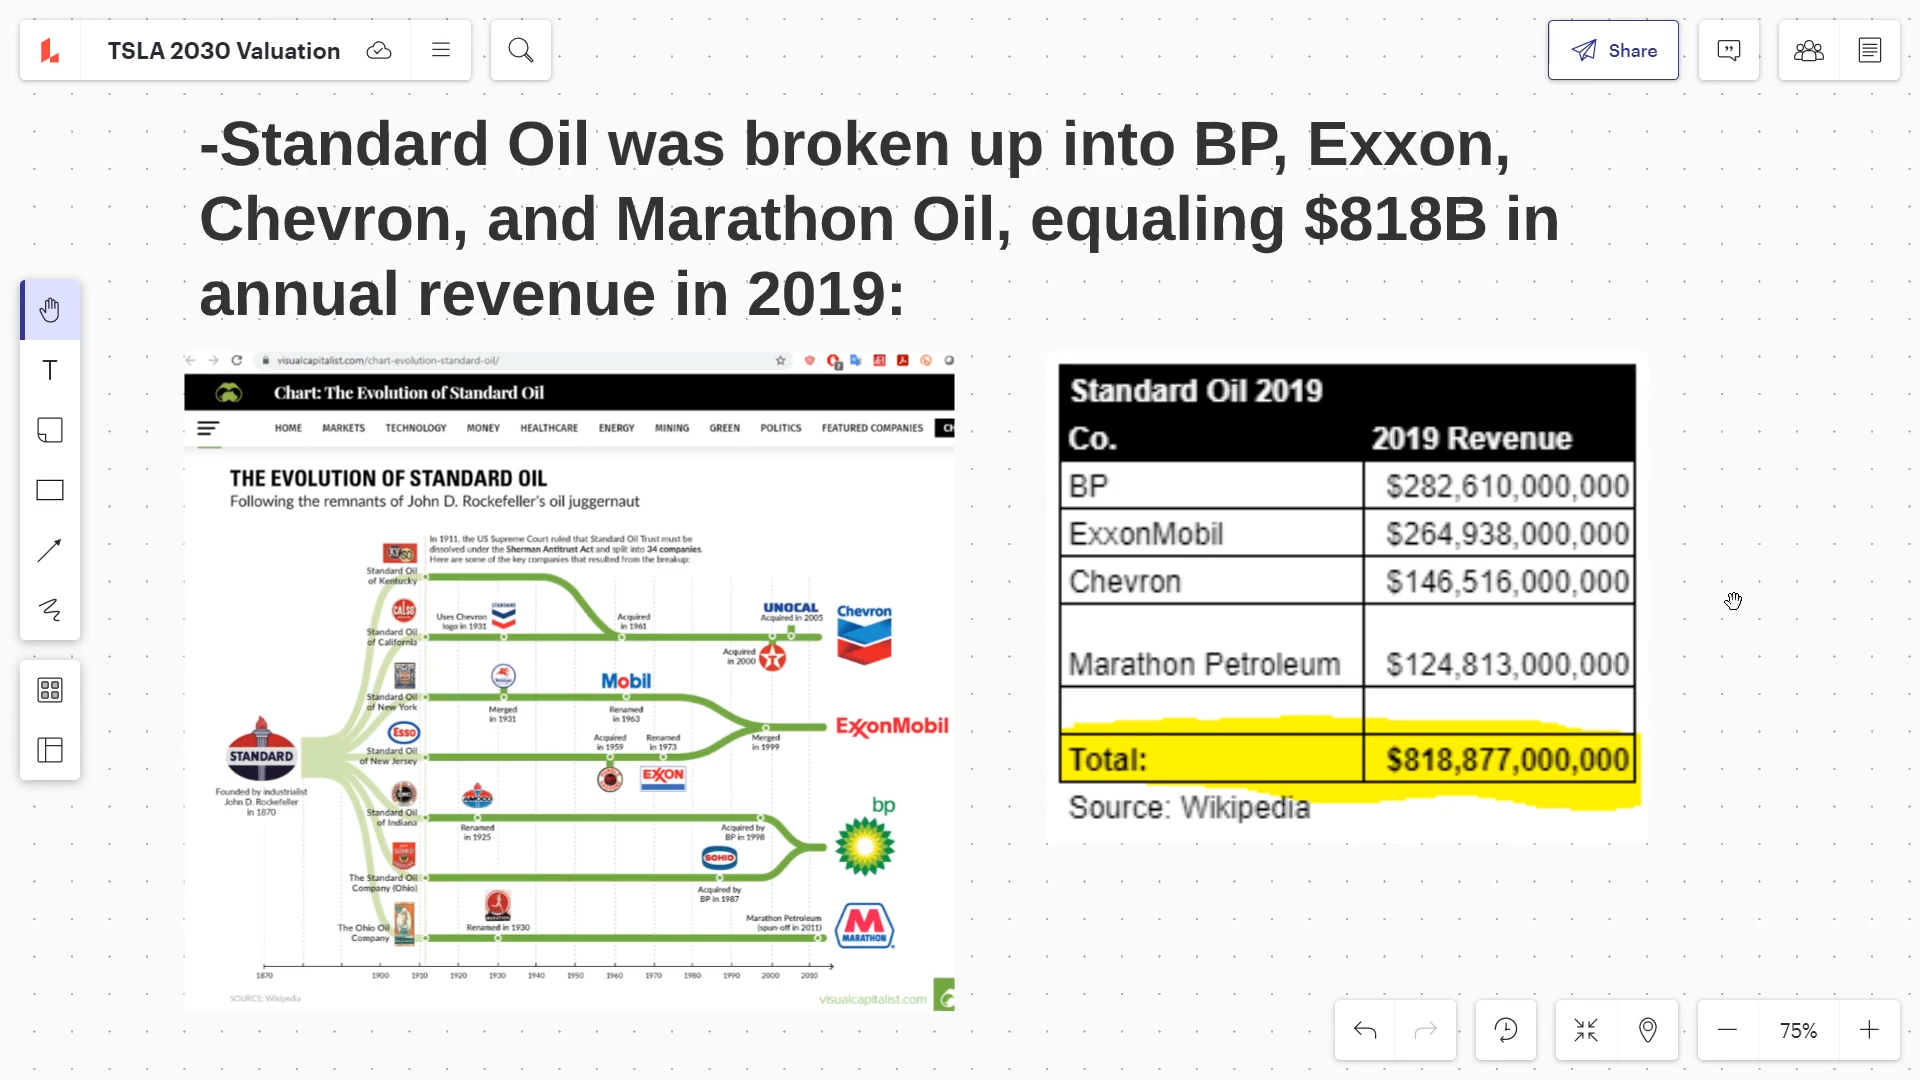 TSLA 2030 Valuation
Share
-Standard Oil was broken up into BP, Exxon,
Chevron, and Marathon Oil, equaling $818B in
annual revenue in 2019:
visualcapitalist.com/chart-evolution-standard-oil/
Chart: The Evolution of Standard Oil
HOME MARKETS TECHNOLOGY MONEY HEALTHCARE ENERGY MINING GREEN POLITICS FEATURED COMPANIES CH
THE EVOLUTION OF STANDARD OIL
Following the remnants of John D. Rockefeller's oil juggernaut
In 1911, the US Supreme Court ruled that Standard Oil Trust must be
dissolved under the Sherman Antitrust Act and split into 34 companies.
Here are some of the key companies that resulted from the breakup:
Standard Oil
of Kentucky
CALSO
Standard Oil
of California
Uses Chevron
logo in 1931
STANDARD
Acquired
in 1961
UNOCAL
Acquired in 2005
Acquired
in 2000
T
Chevron
Standard Oil
of New York
Merged
in 1931
Mobil
Renamed
in 1963
Esso
Standard Oil
of New Jersey
Acquired
in 1959
Renamed
in 1973
EXXON
Merged
in 1999
ExxonMobil
STANDARD
Founded by industrialist
John D. Rockefeller
in 1870
Standard Oil
of Indiana
AMOCO
Renamed
in 1925
Acquired by
BP in 1998
bp
SOHIO
The Standard Oil
Company (Ohio)
SOHIO
Acquired by
BP in 1987
The Ohio Oil
Company
MARATHON
Renamed in 1930
Marathon Petroleum
(spun-off in 2011)
M
MARATHON
1870 1900 1910 1920 1930 1940 1950 1960 1970 1980 1990 2000 2010
SOURCE: Wikipedia
visualcapitalist.com
Standard Oil 2019
Co. 2019 Revenue
BP $282,610,000,000
ExxonMobil $264,938,000,000
Chevron $146,516,000,000
Marathon Petroleum $124,813,000,000
Total: $818,877,000,000
Source: Wikipedia
T
75%